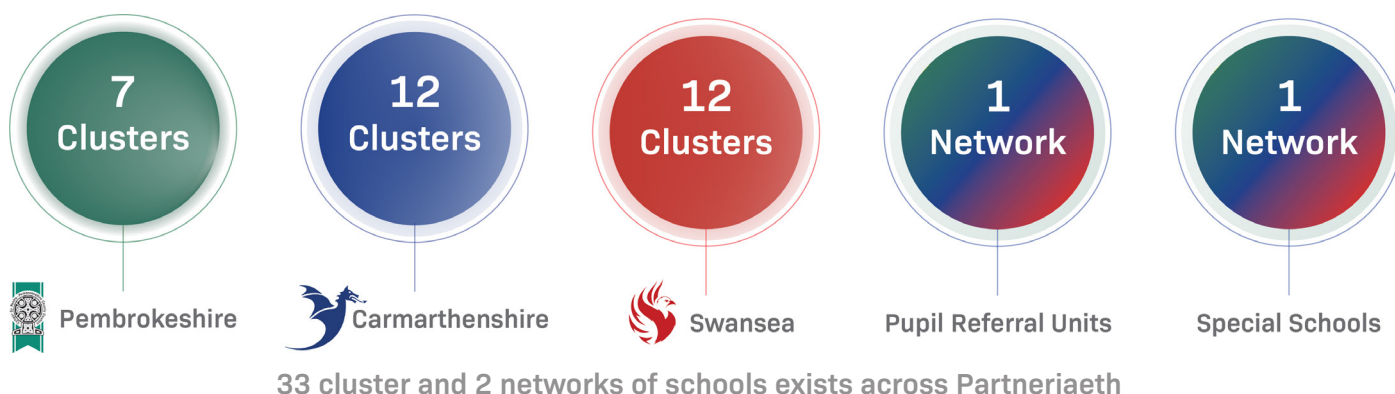 7
Clusters
12
Clusters
12
Clusters
1
Network
1
Network
Pembrokeshire
Carmarthenshire
Swansea
Pupil Referral Units
Special Schools
33 cluster and 2 networks of schools exists across Partneriaeth